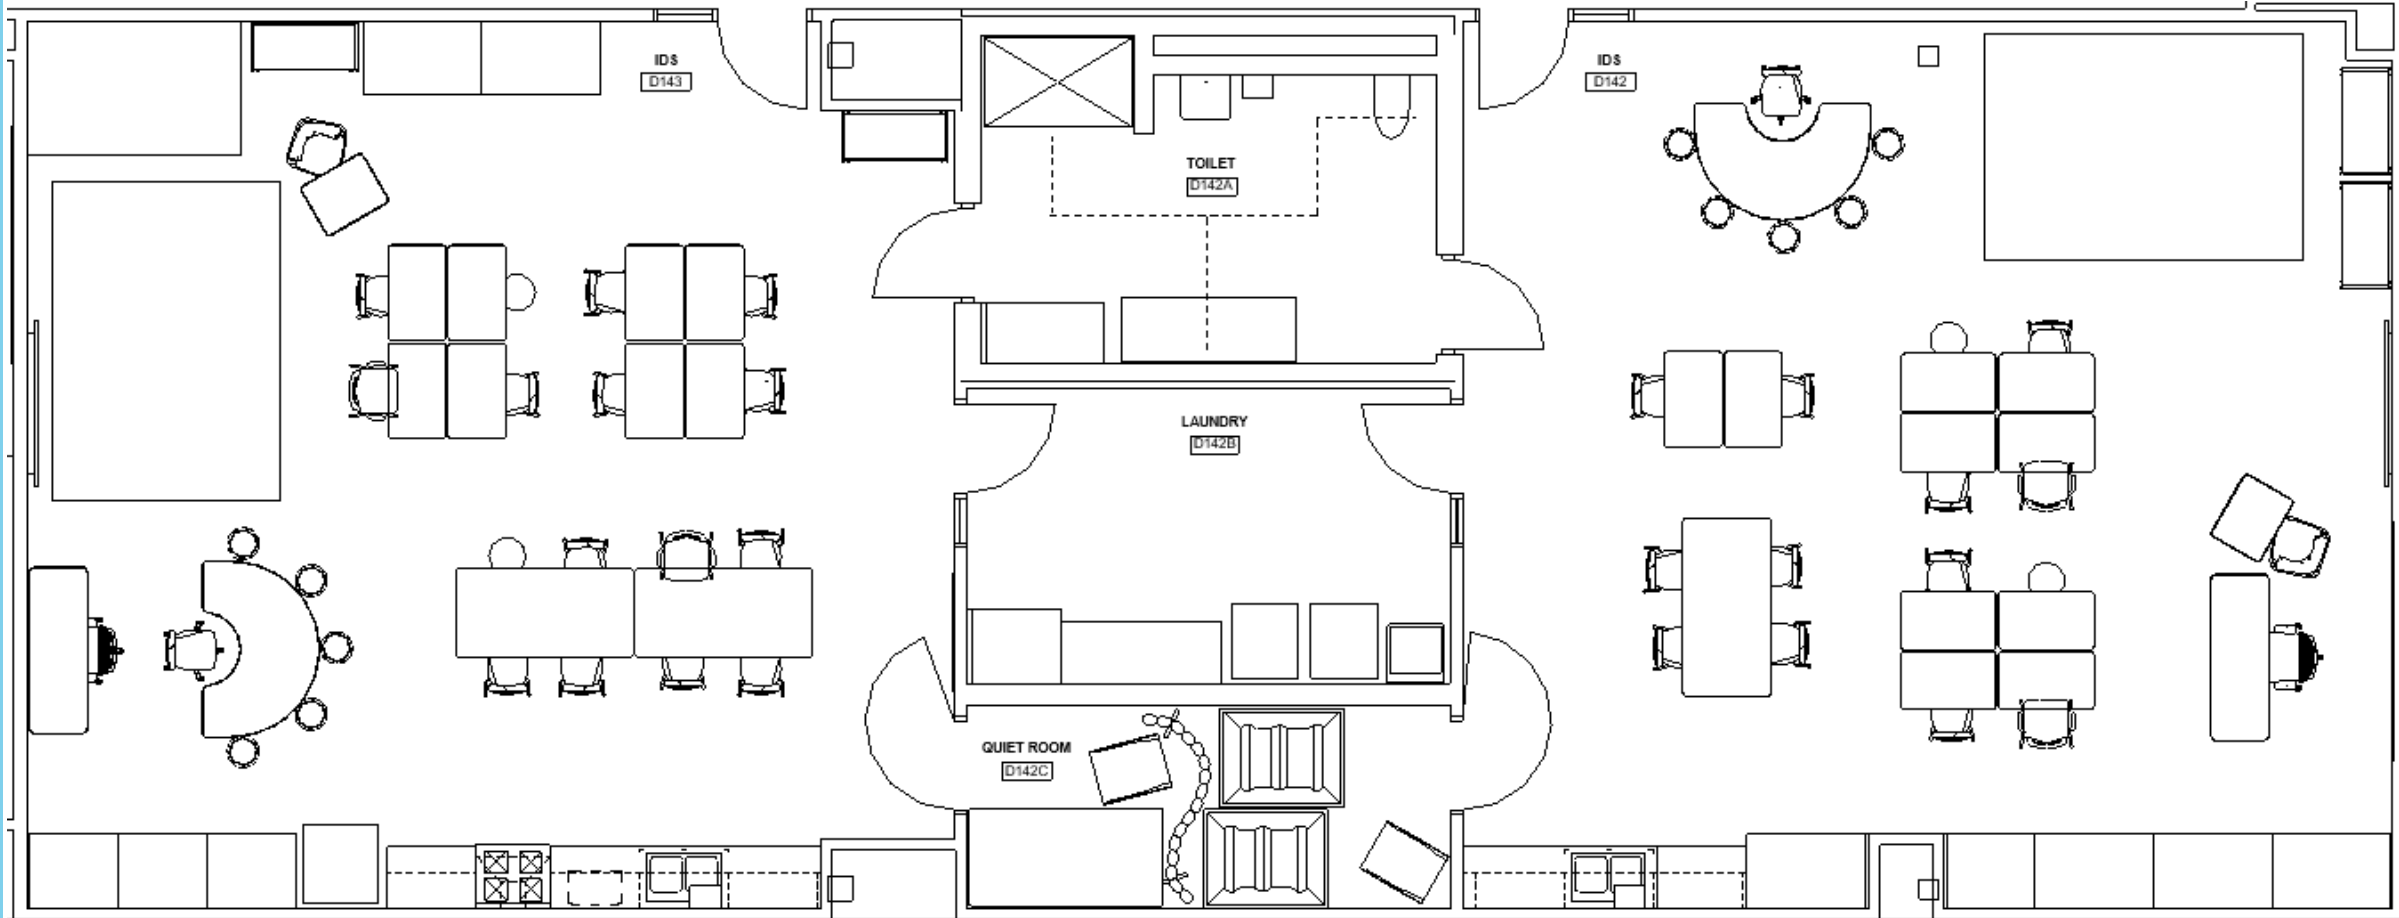 IDS
D143
IDS
D142
TOILET
D142A
LAUNDRY
D142B
QUIET ROOM
D142C